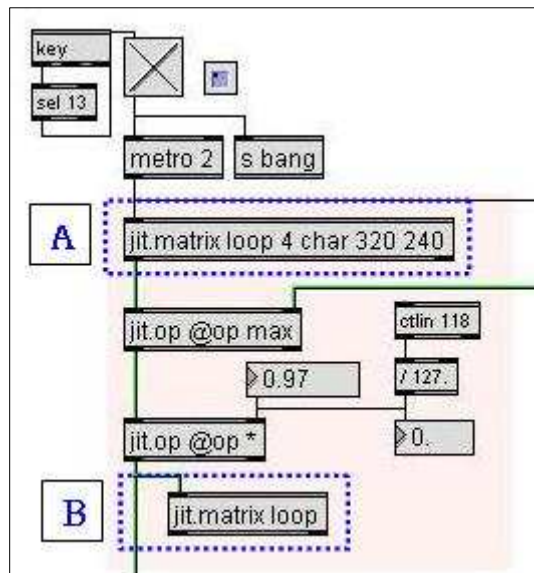 key
sel 13
metro 2
s bang
A
jit.matrix loop 4 char 320 240
jit.op @op max
ctlin 118
0.97
/ 127.
jit.op @op *
0.
B
jit.matrix loop